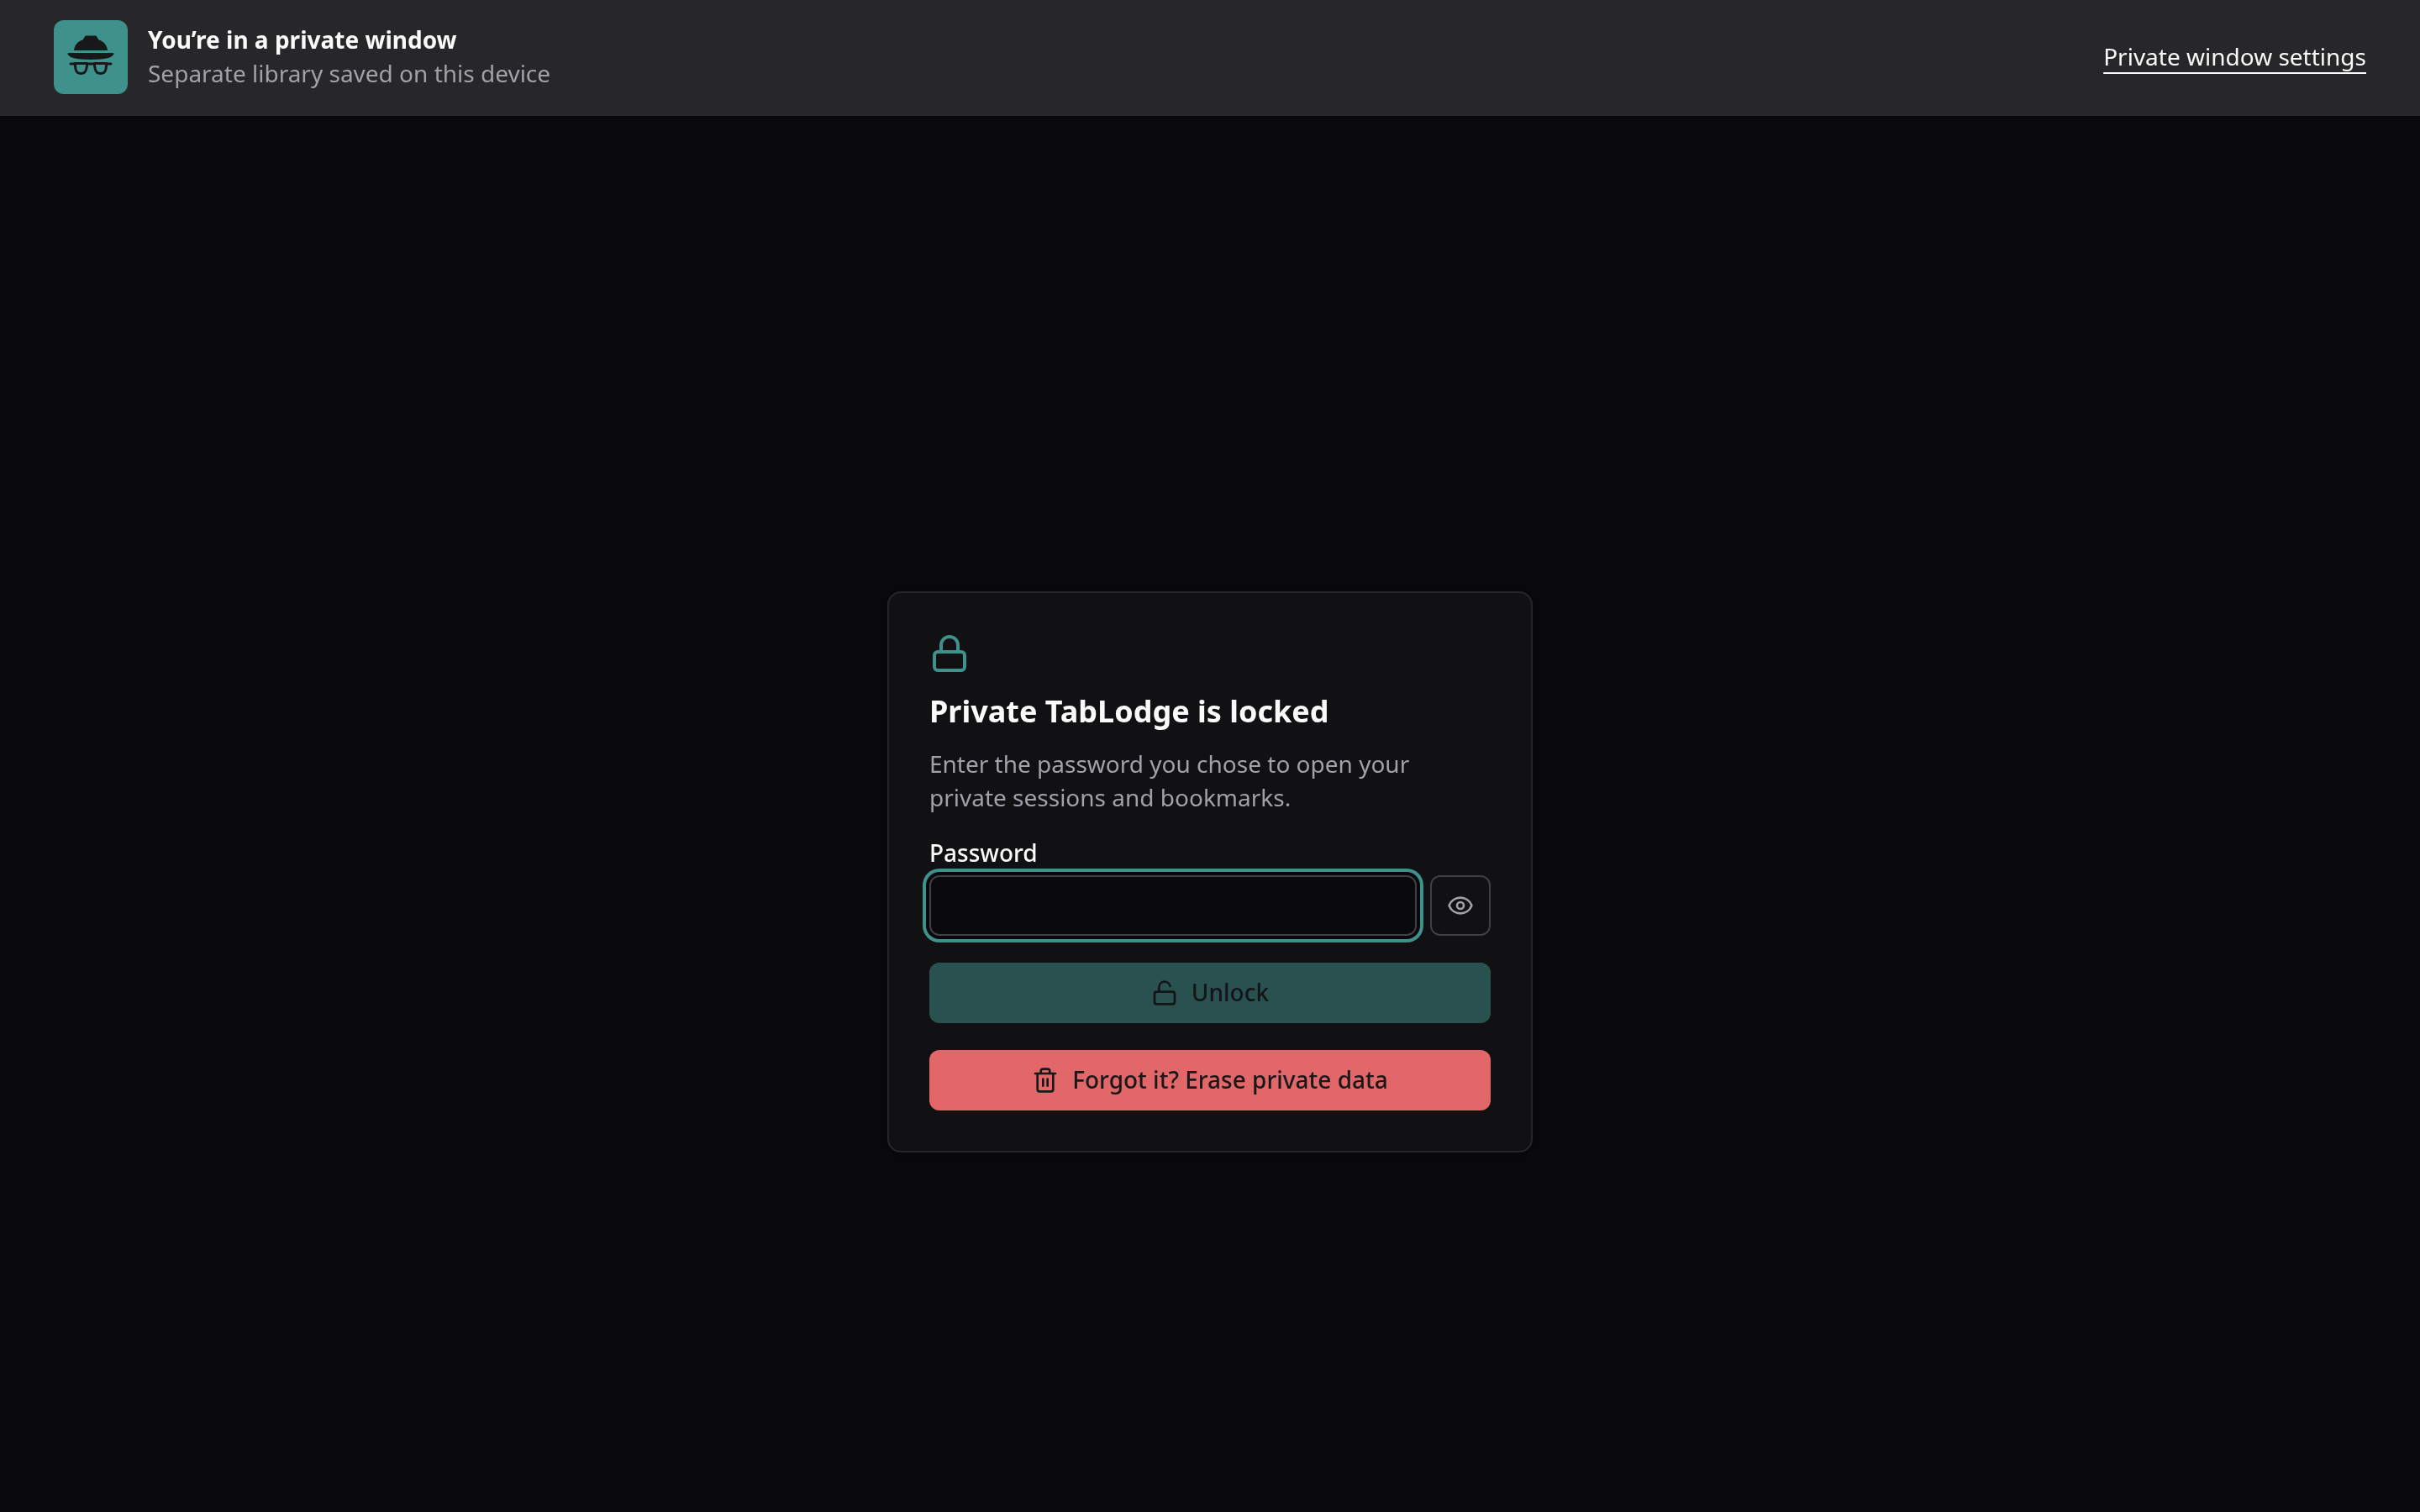 You’re in a private window
Separate library saved on this device
Private window settings
Private TabLodge is locked
Enter the password you chose to open your
private sessions and bookmarks.
Password
Unlock
Forgot it? Erase private data